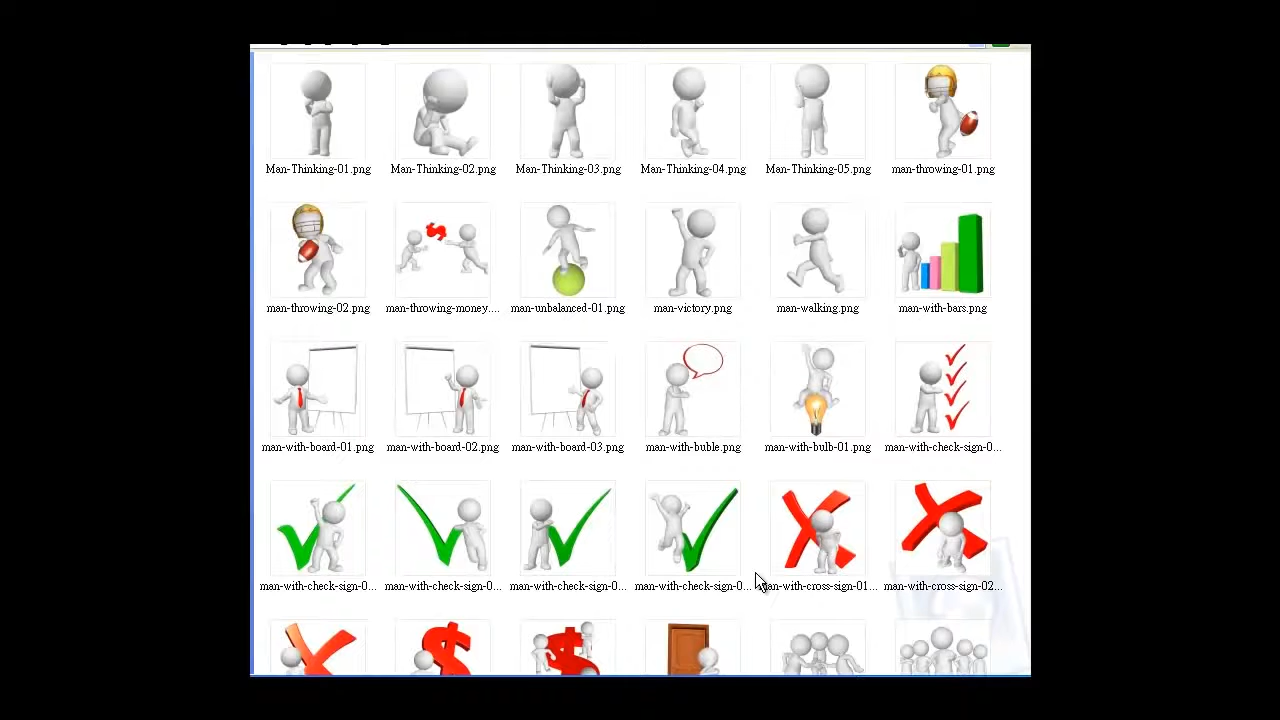 Man-Thinking-01.png Man-Thinking-02.png Man-Thinking-03.png Man-Thinking-04.png Man-Thinking-05.png man-throwing-01.png
man-throwing-02.png man-throwing-money.... man-unbalanced-01.png man-victory.png man-walking.png man-with-bars.png
man-with-board-01.png man-with-board-02.png man-with-board-03.png man-with-buble.png man-with-bulb-01.png man-with-check-sign-0...
man-with-check-sign-0... man-with-check-sign-0... man-with-check-sign-0... man-with-check-sign-0... man-with-cross-sign-01... man-with-cross-sign-02...